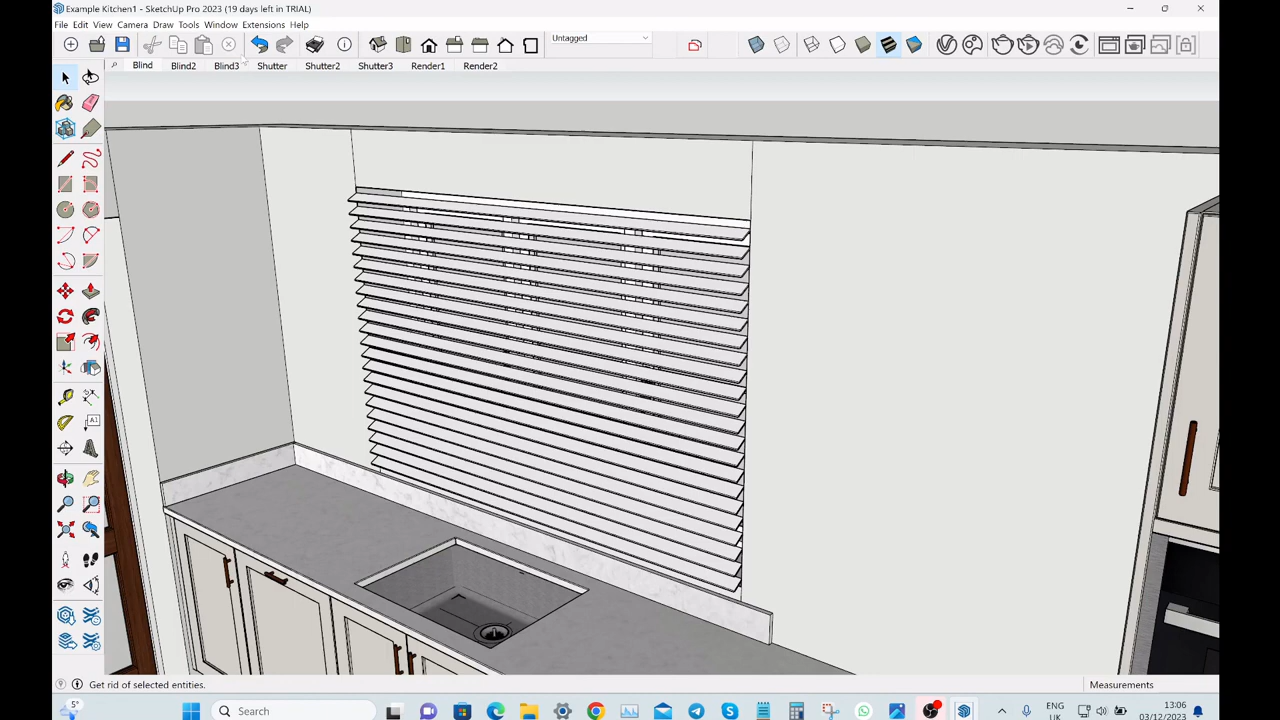 Example Kitchen1 - SketchUp Pro 2023 (19 days left in TRIAL)
File Edit View Camera Draw Tools Window Extensions Help
Untagged
Blind Blind2 Blind3 Shutter Shutter2 Shutter3 Render1 Render2
A1
Get rid of selected entities. Measurements
5°
Search
ENG
UK
13:06
03/12/2023